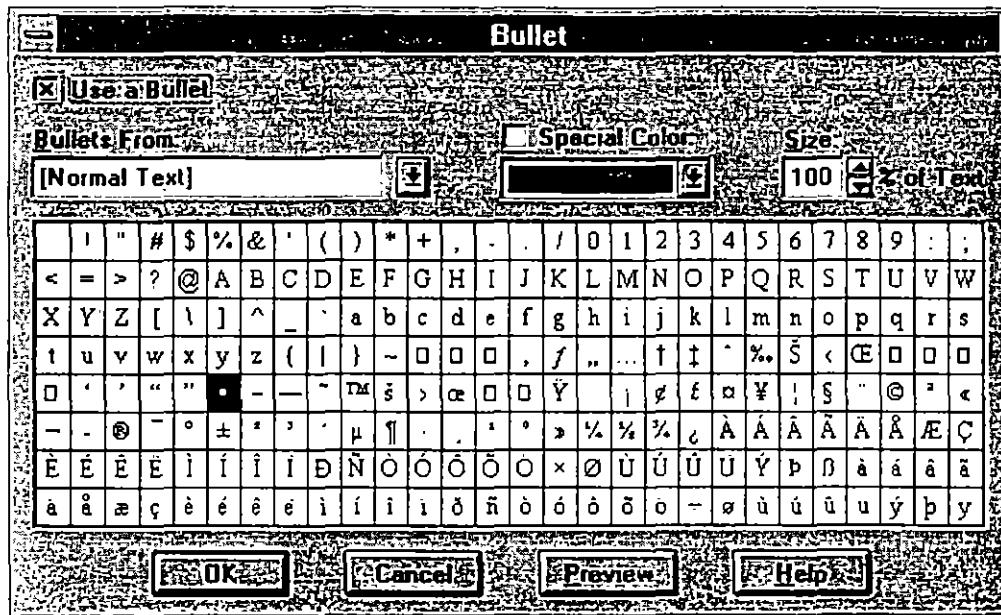 Bullet
Use a Bullet
Bullets From: Special Color: Size:
[Normal Text] 100 % of Text
! " # $ % & ' ( ) * + , - . / 0 1 2 3 4 5 6 7 8 9 : ;
< = > ? @ A B C D E F G H I J K L M N O P Q R S T U V W
X Y Z [ \ ] ^ _ ` a b c d e f g h i j k l m n o p q r s
t u v w x y z { | } ~ □ □ □ ‚ ƒ „ … † ‡ ˆ ‰ Š ‹ Œ □ □ □
□ ‘ ’ “ ” • – — ˜ ™ š › œ □ □ Ÿ ¡ ¢ £ ¤ ¥ ¦ § ¨ © ª «
¬ - ® ¯ ° ± ² ³ ´ µ ¶ · ¸ ¹ º » ¼ ½ ¾ ¿ À Á Â Ã Ä Å Æ Ç
È É Ê Ë Ì Í Î Ï Ð Ñ Ò Ó Ô Õ Ö × Ø Ù Ú Û Ü Ý Þ ß à á â ã
ä å æ ç è é ê ë ì í î ï ð ñ ò ó ô õ ö ÷ ø ù ú û ü ý þ ÿ
OK Cancel Preview Help